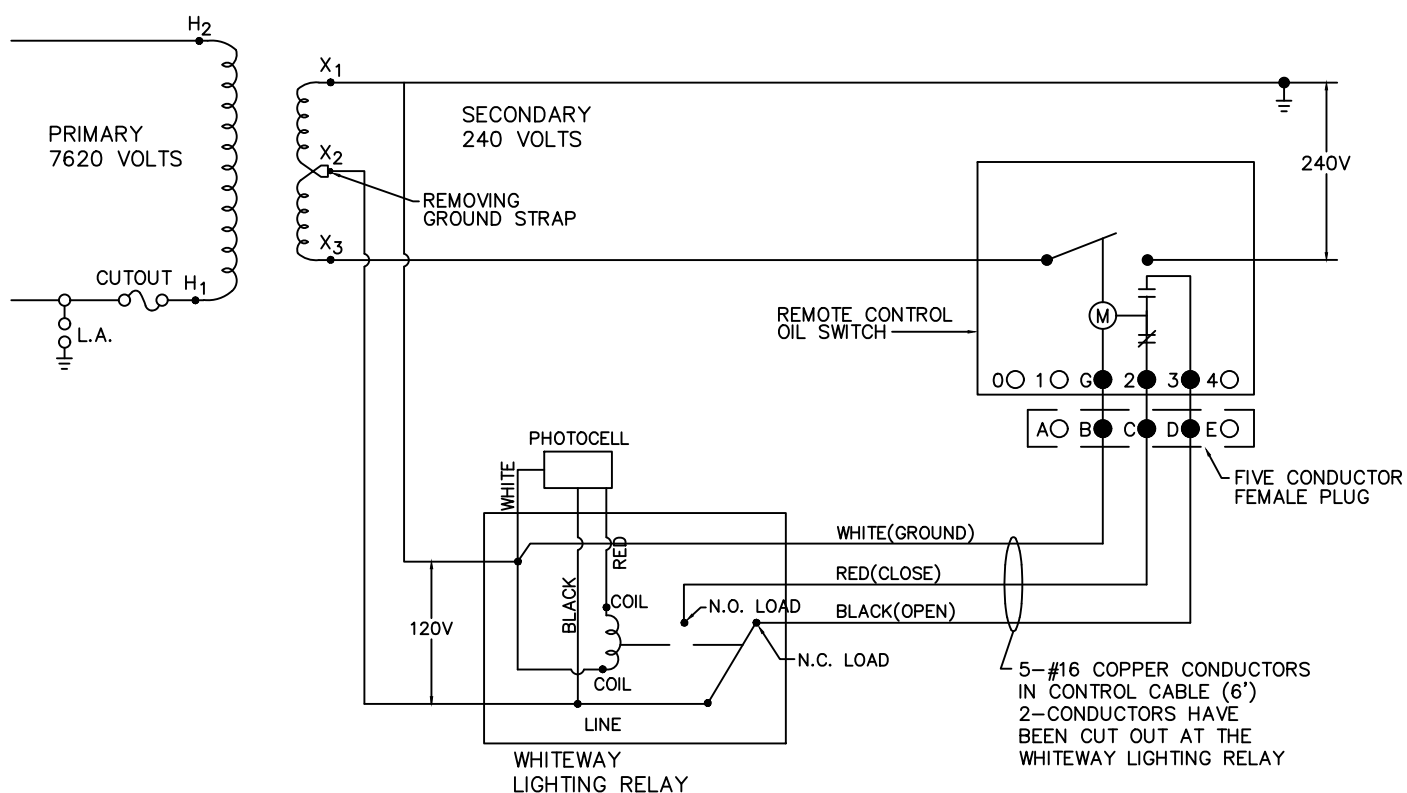 H2
X1
SECONDARY
240 VOLTS
PRIMARY
7620 VOLTS
X2
240V
REMOVING
GROUND STRAP
X3
CUTOUT
H1
L.A.
REMOTE CONTROL
OIL SWITCH
M
0 1 G 2 3 4
A B C D E
PHOTOCELL
FIVE CONDUCTOR
FEMALE PLUG
WHITE
WHITE(GROUND)
RED
RED(CLOSE)
BLACK
COIL
N.O. LOAD
BLACK(OPEN)
120V
N.C. LOAD
COIL
LINE
5-#16 COPPER CONDUCTORS
IN CONTROL CABLE (6')
2-CONDUCTORS HAVE
BEEN CUT OUT AT THE
WHITEWAY LIGHTING RELAY
WHITEWAY
LIGHTING RELAY